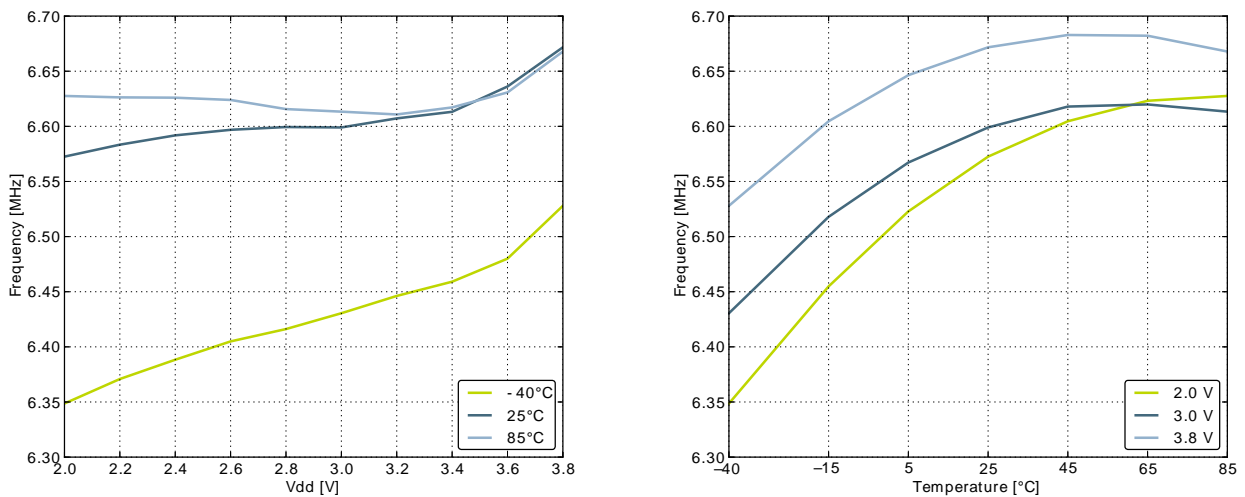 6.70
6.65
6.60
6.55
6.50
6.45
6.40
6.35
6.30
Frequency [MHz]
2.0 2.2 2.4 2.6 2.8 3.0 3.2 3.4 3.6 3.8
Vdd [V]
- 40°C
25°C
85°C
6.70
6.65
6.60
6.55
6.50
6.45
6.40
6.35
6.30
Frequency [MHz]
–40 –15 5 25 45 65 85
Temperature [°C]
2.0 V
3.0 V
3.8 V